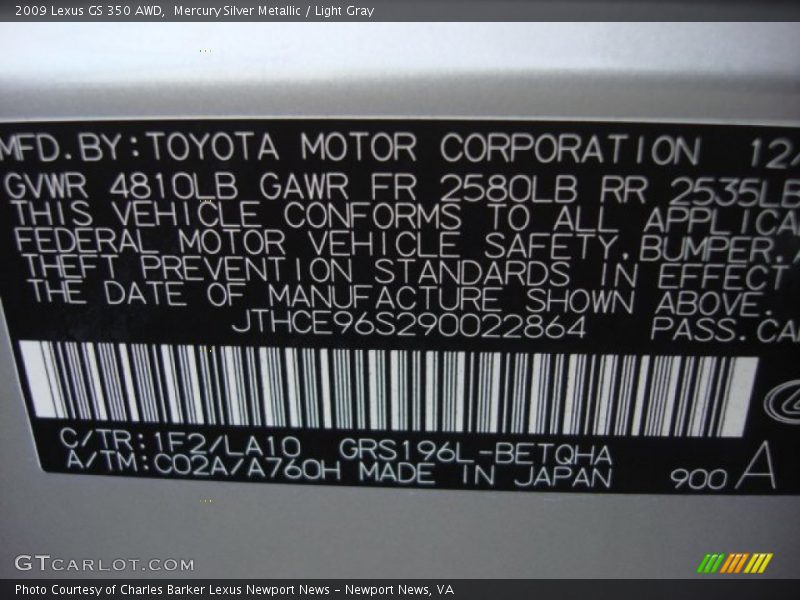 2009 Lexus GS 350 AWD,  Mercury Silver Metallic / Light Gray
MFD.BY:TOYOTA MOTOR CORPORATION 12/
GVWR 4810LB GAWR FR 2580LB RR 2535LB
THIS VEHICLE CONFORMS TO ALL APPLICA
FEDERAL MOTOR VEHICLE SAFETY.BUMPER.A
THEFT PREVENTION STANDARDS IN EFFECT
THE DATE OF MANUFACTURE SHOWN ABOVE.
JTHCE96S290022864 PASS.CA
C/TR:1F2/LA10 GRS196L-BETQHA
A/TM:C02A/A760H MADE IN JAPAN 900 A
GTCARLOT.COM
Photo Courtesy of Charles Barker Lexus Newport News – Newport News, VA